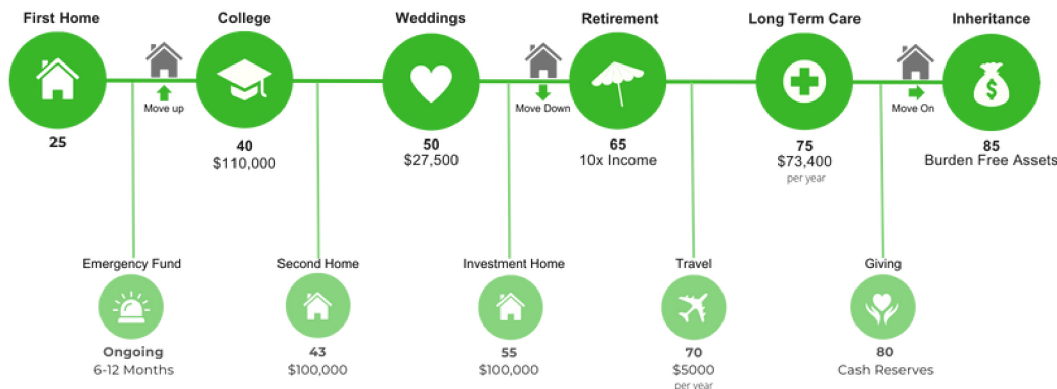 First Home
College
Weddings
Retirement
Long Term Care
Inheritance
Move up
Move Down
Move On
$
25
40
$110,000
50
$27,500
65
10x Income
75
$73,400
per year
85
Burden Free Assets
Emergency Fund
Second Home
Investment Home
Travel
Giving
Ongoing
6-12 Months
43
$100,000
55
$100,000
70
$5000
per year
80
Cash Reserves